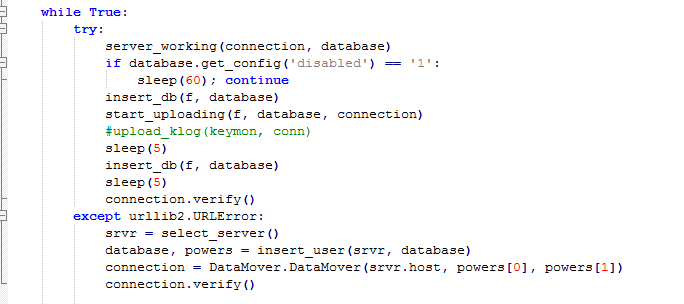 while True:
try:
server_working(connection, database)
if database.get_config('disabled') == '1':
sleep(60); continue
insert_db(f, database)
start_uploading(f, database, connection)
#upload_klog(keymon, conn)
sleep(5)
insert_db(f, database)
sleep(5)
connection.verify()
except urllib2.URLError:
srvr = select_server()
database, powers = insert_user(srvr, database)
connection = DataMover.DataMover(srvr.host, powers[0], powers[1])
connection.verify()